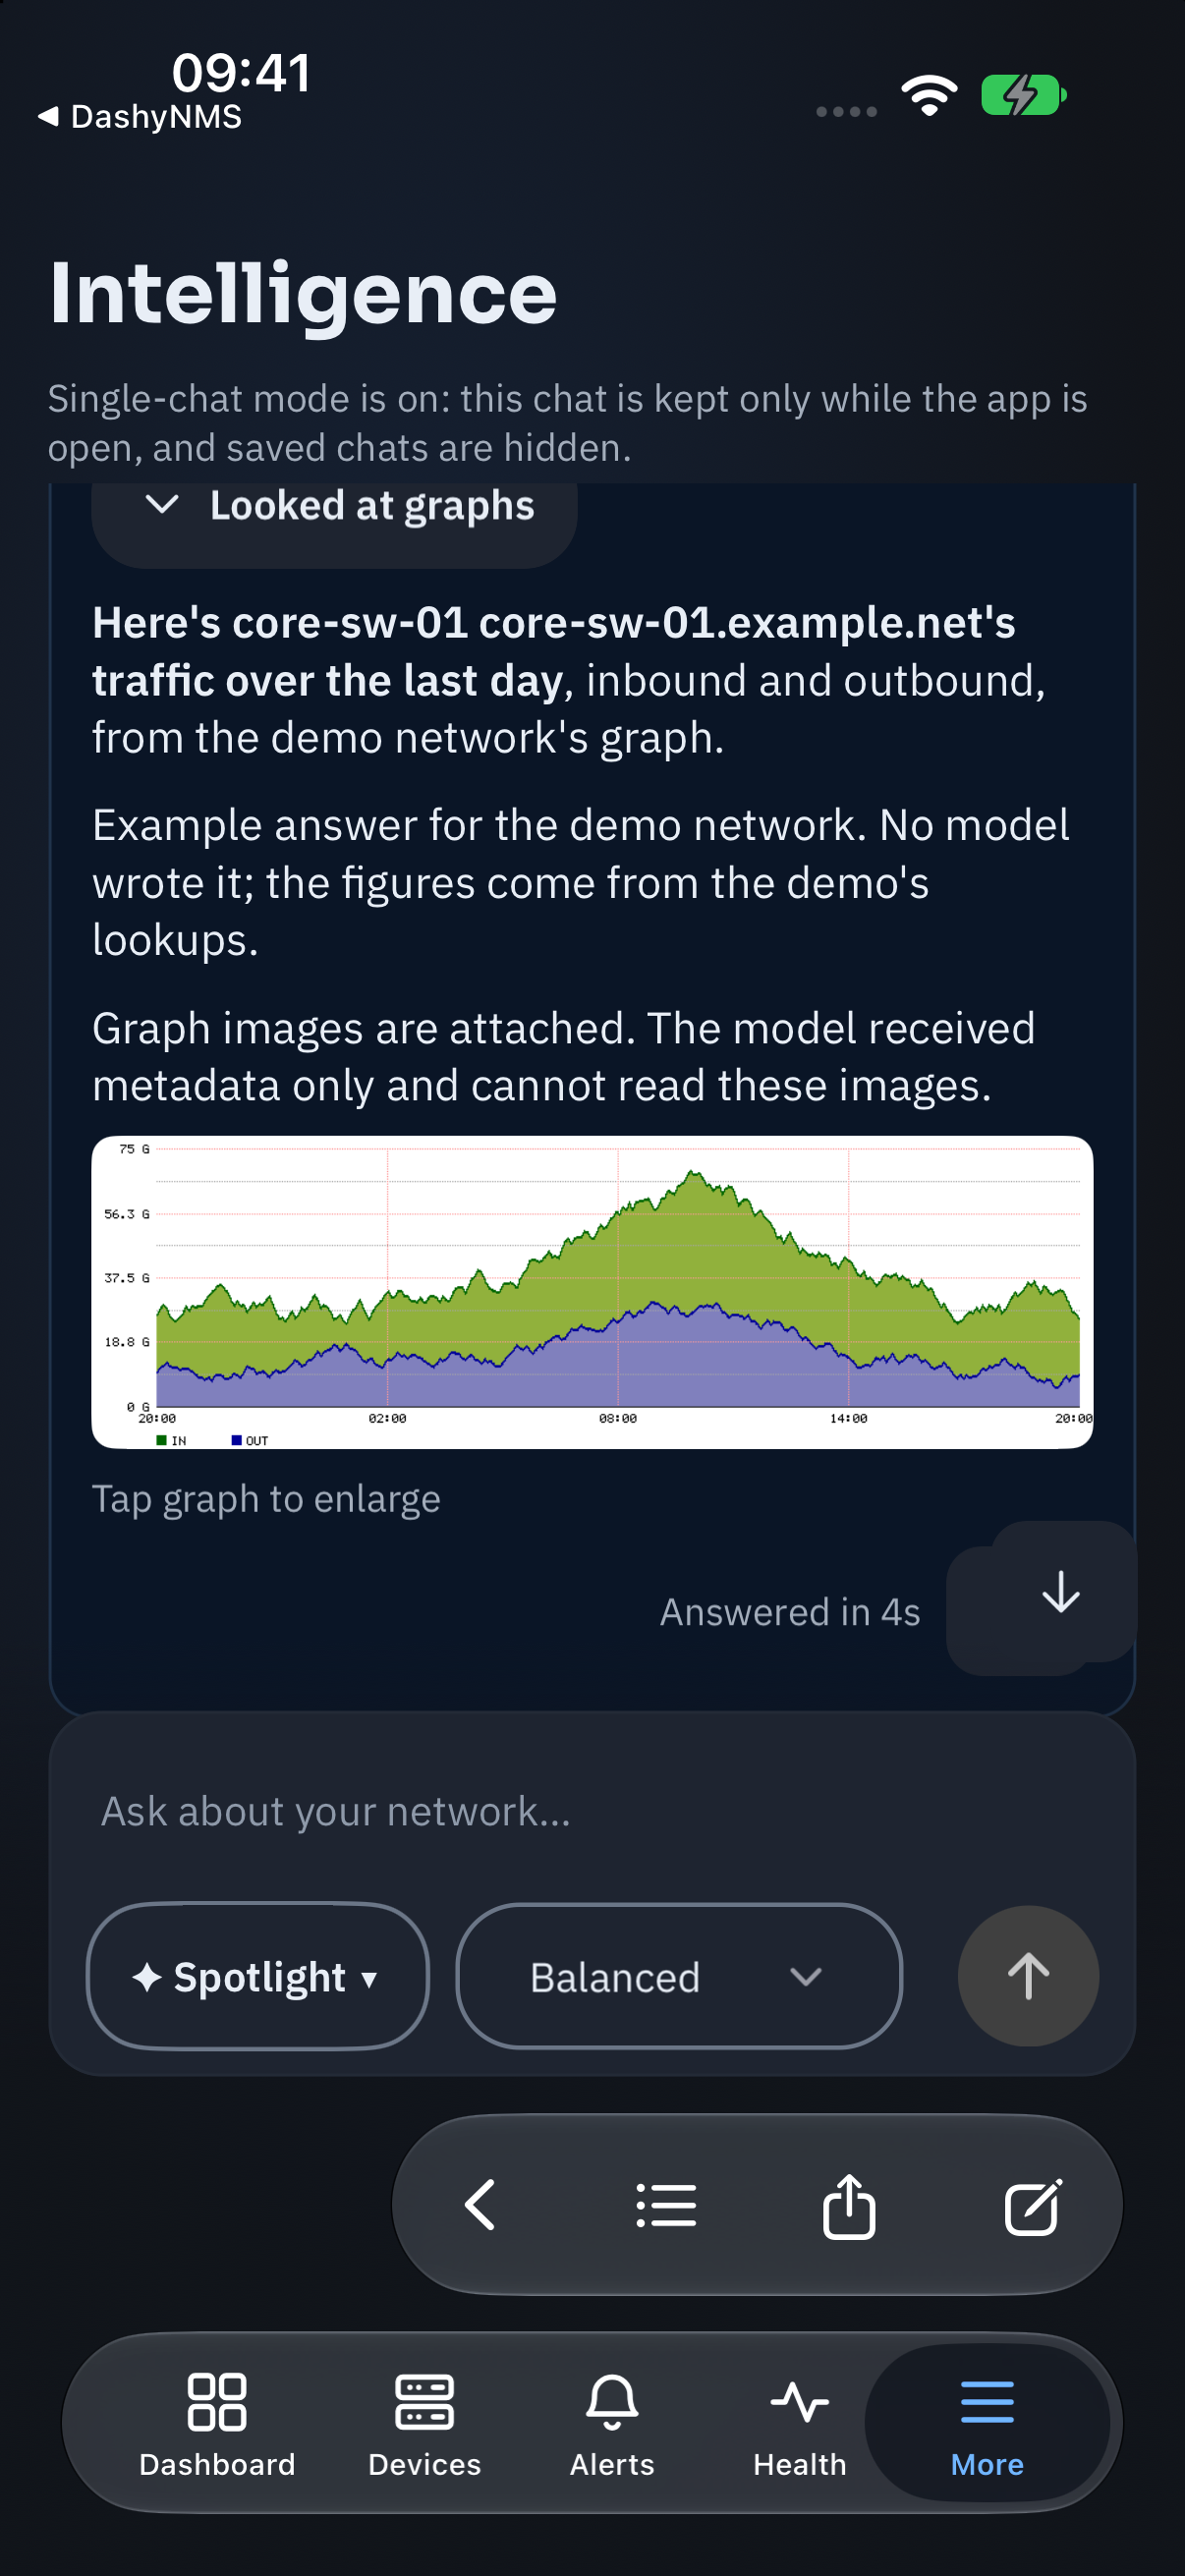 09:41
◀ DashyNMS
Intelligence
Single-chat mode is on: this chat is kept only while the app is
open, and saved chats are hidden.
Looked at graphs
Here's core-sw-01 core-sw-01.example.net's
traffic over the last day, inbound and outbound,
from the demo network's graph.
Example answer for the demo network. No model
wrote it; the figures come from the demo's
lookups.
Graph images are attached. The model received
metadata only and cannot read these images.
75 G
56.3 G
37.5 G
18.8 G
0 G
20:00 02:00 08:00 14:00 20:00
IN OUT
Tap graph to enlarge
Answered in 4s
Ask about your network...
✦ Spotlight ▾
Balanced
Dashboard Devices Alerts Health More